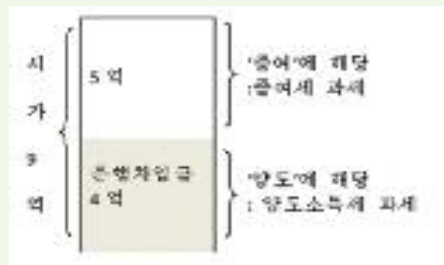 시
가
9
억
5 억
은행차입금
4 억
'증여'에 해당
:증여세 과세
'양도'에 해당
: 양도소득세 과세